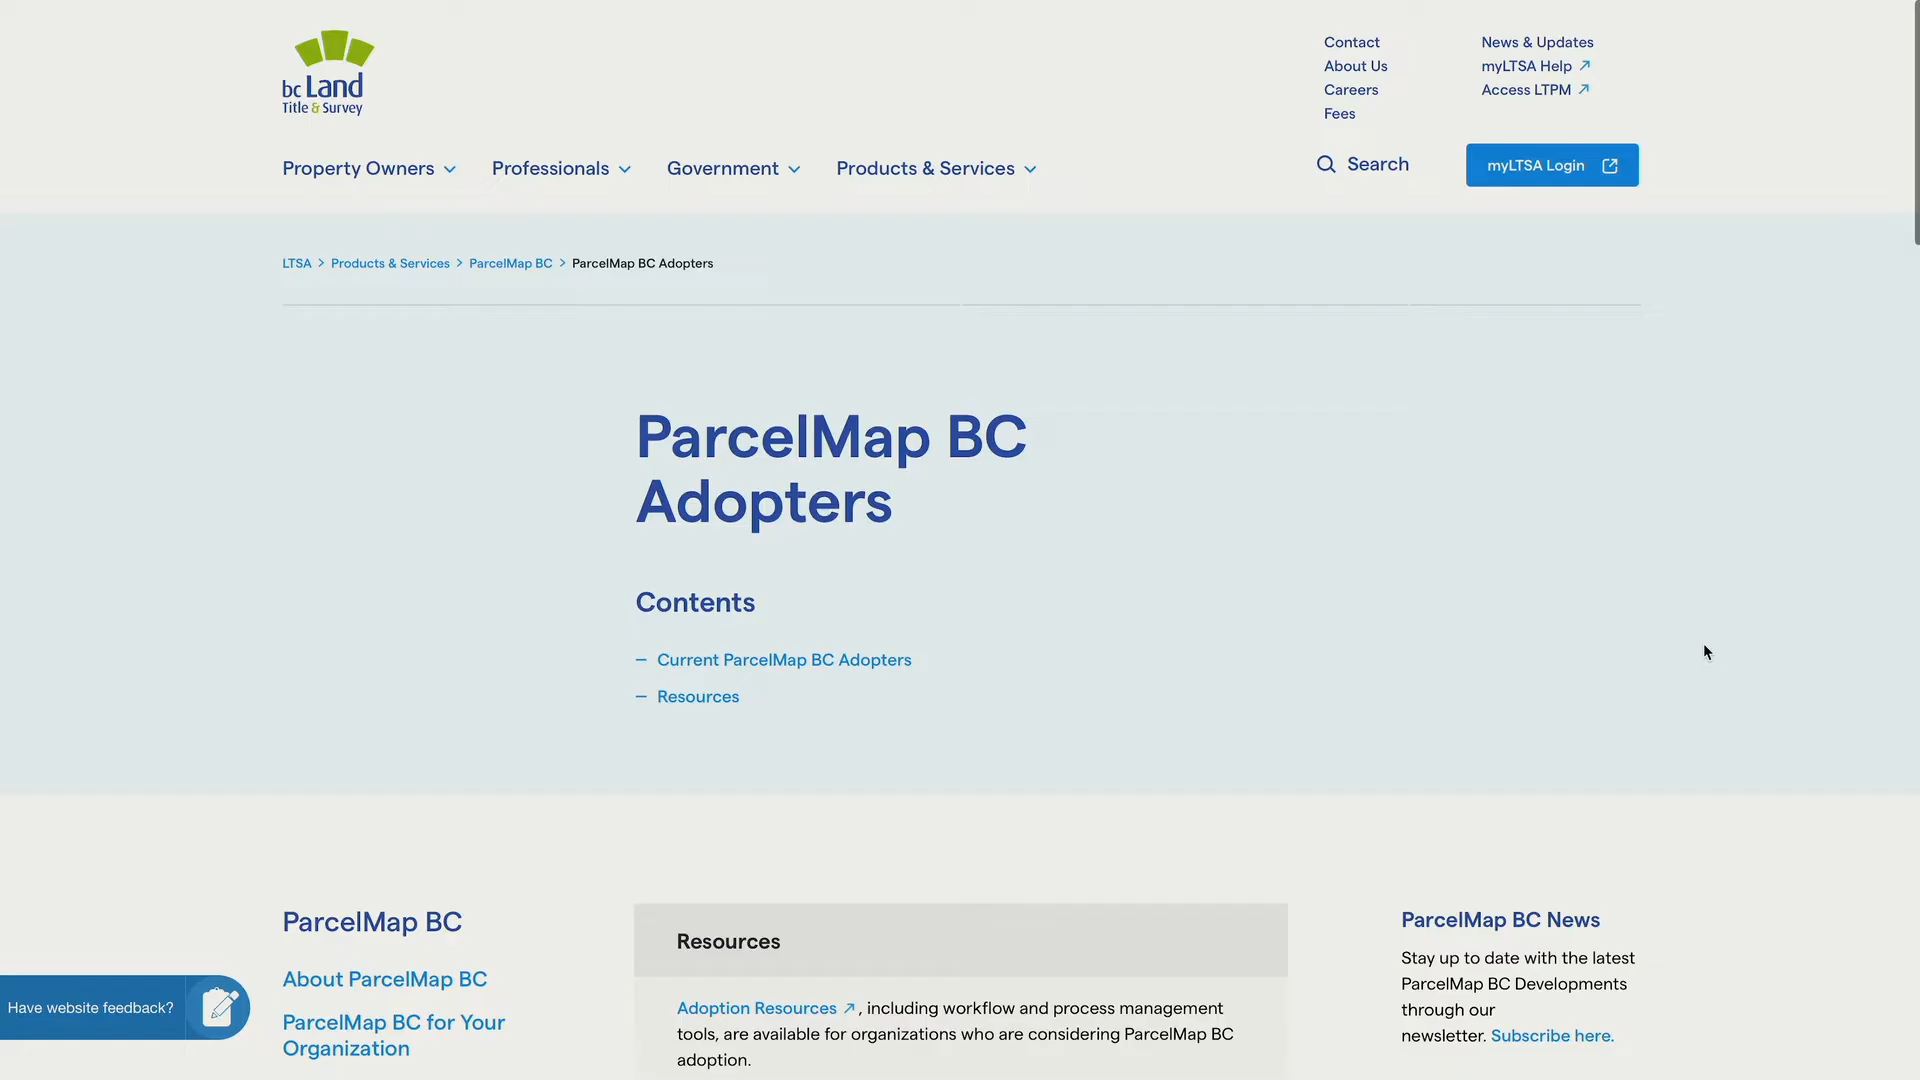 bc Land
Title & Survey
Contact
About Us
Careers
Fees
News & Updates
myLTSA Help
Access LTPM
Property Owners
Professionals
Government
Products & Services
Search
myLTSA Login
LTSA > Products & Services > ParcelMap BC > ParcelMap BC Adopters
ParcelMap BC
Adopters
Contents
– Current ParcelMap BC Adopters
– Resources
ParcelMap BC
About ParcelMap BC
ParcelMap BC for Your
Organization
Have website feedback?
Resources
Adoption Resources , including workflow and process management
tools, are available for organizations who are considering ParcelMap BC
adoption.
ParcelMap BC News
Stay up to date with the latest
ParcelMap BC Developments
through our
newsletter. Subscribe here.